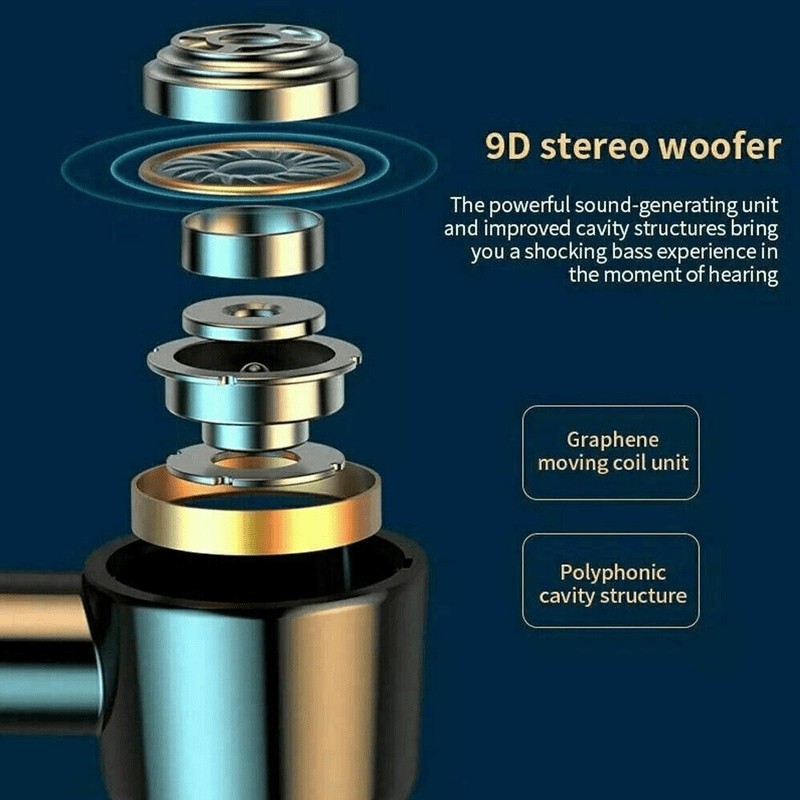 9D stereo woofer
The powerful sound-generating unit
and improved cavity structures bring
you a shocking bass experience in
the moment of hearing
Graphene
moving coil unit
Polyphonic
cavity structure